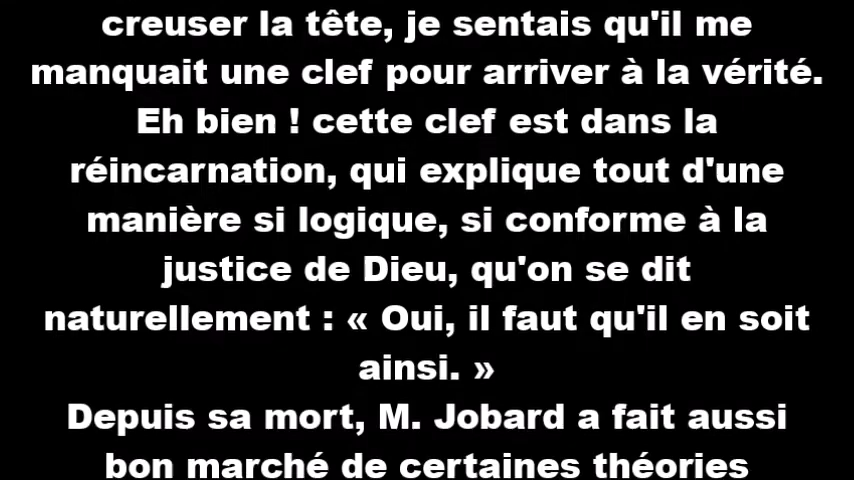 creuser la tête, je sentais qu'il me
manquait une clef pour arriver à la vérité.
Eh bien ! cette clef est dans la
réincarnation, qui explique tout d'une
manière si logique, si conforme à la
justice de Dieu, qu'on se dit
naturellement : « Oui, il faut qu'il en soit
ainsi. »
Depuis sa mort, M. Jobard a fait aussi
bon marché de certaines théories